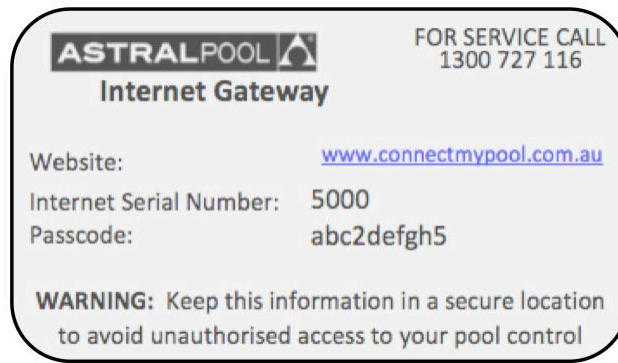 ASTRALPOOL
Internet Gateway
FOR SERVICE CALL
1300 727 116
Website: www.connectmypool.com.au
Internet Serial Number: 5000
Passcode: abc2defgh5
WARNING: Keep this information in a secure location
to avoid unauthorised access to your pool control